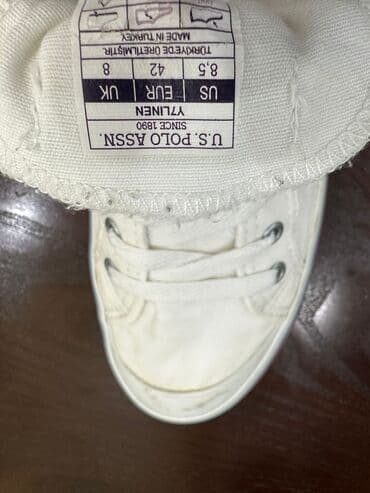 U.S. POLO ASSN.
SINCE 1890
Y7LINEN
US EUR UK
8,5 42 8
TÜRKİYE'DE ÜRETİLMİŞTİR.
MADE IN TURKEY